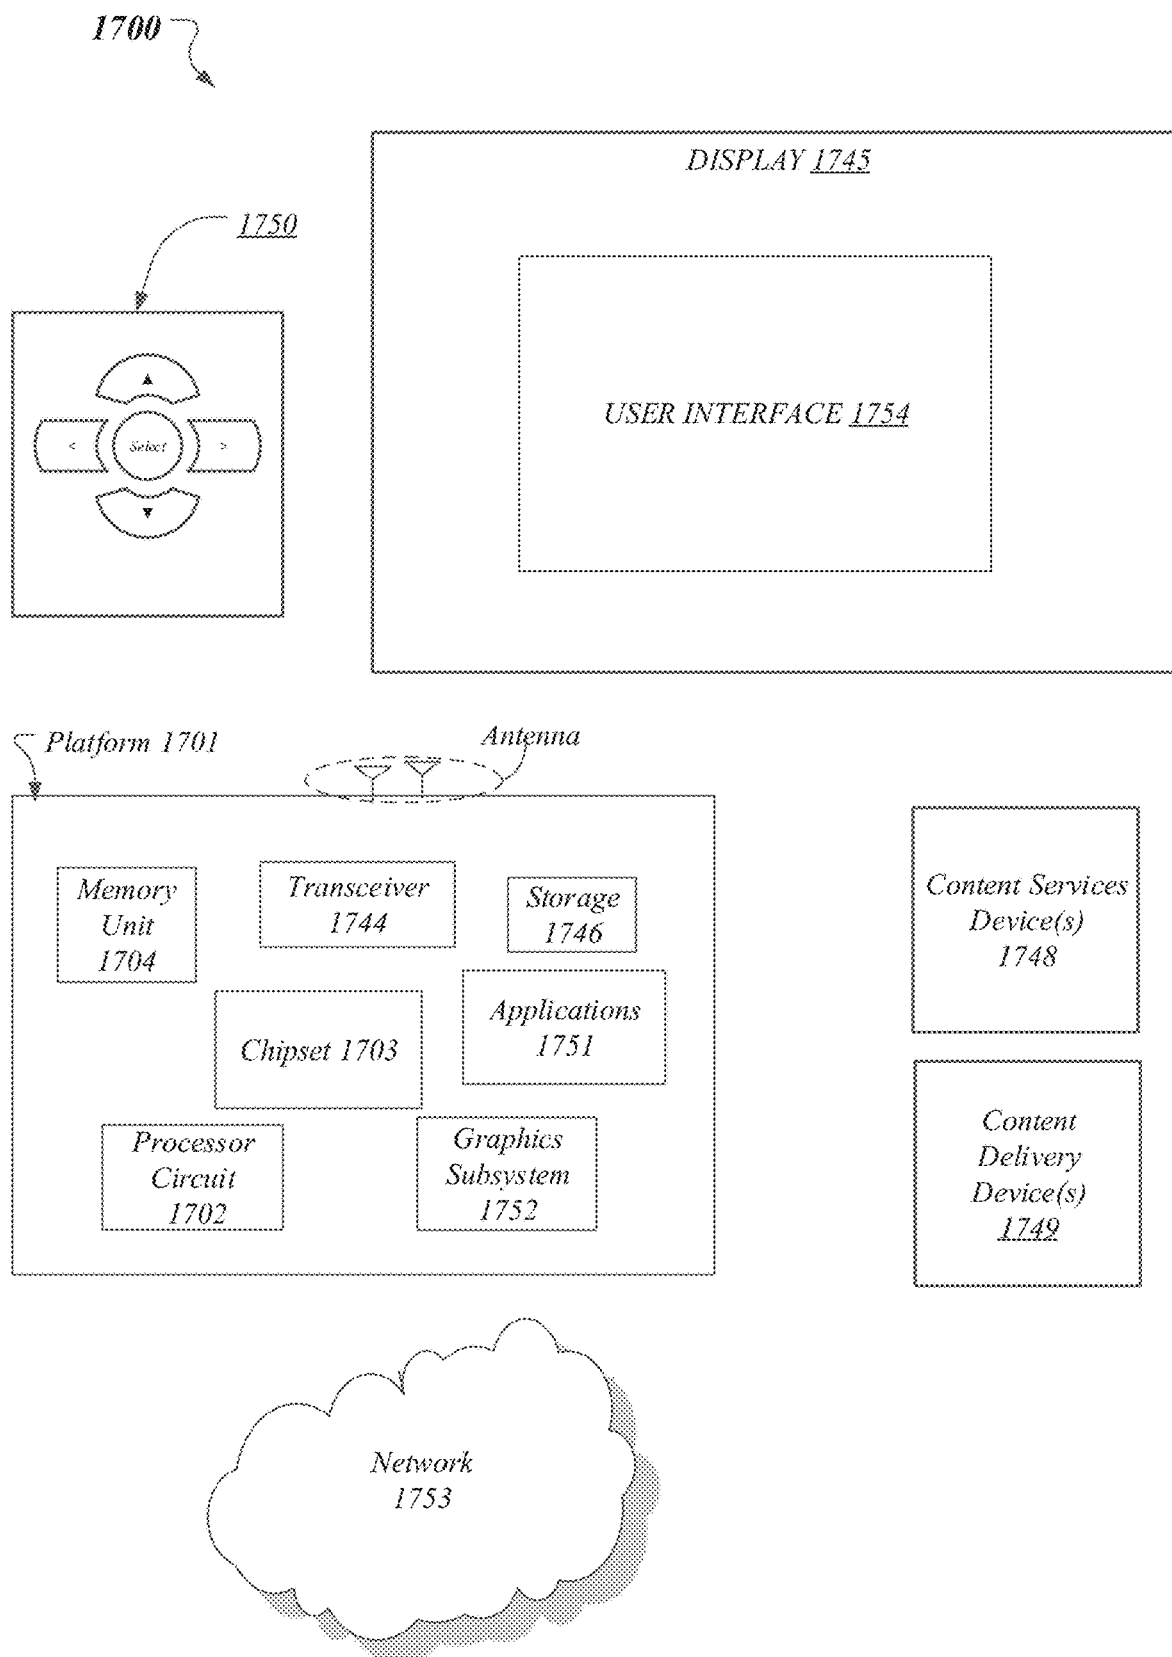 1700
DISPLAY 1745
1750
USER INTERFACE 1754
<
Select
>
Platform 1701
Antenna
Memory
Unit
1704
Transceiver
1744
Storage
1746
Content Services
Device(s)
1748
Applications
1751
Chipset 1703
Processor
Circuit
1702
Graphics
Subsystem
1752
Content
Delivery
Device(s)
1749
Network
1753